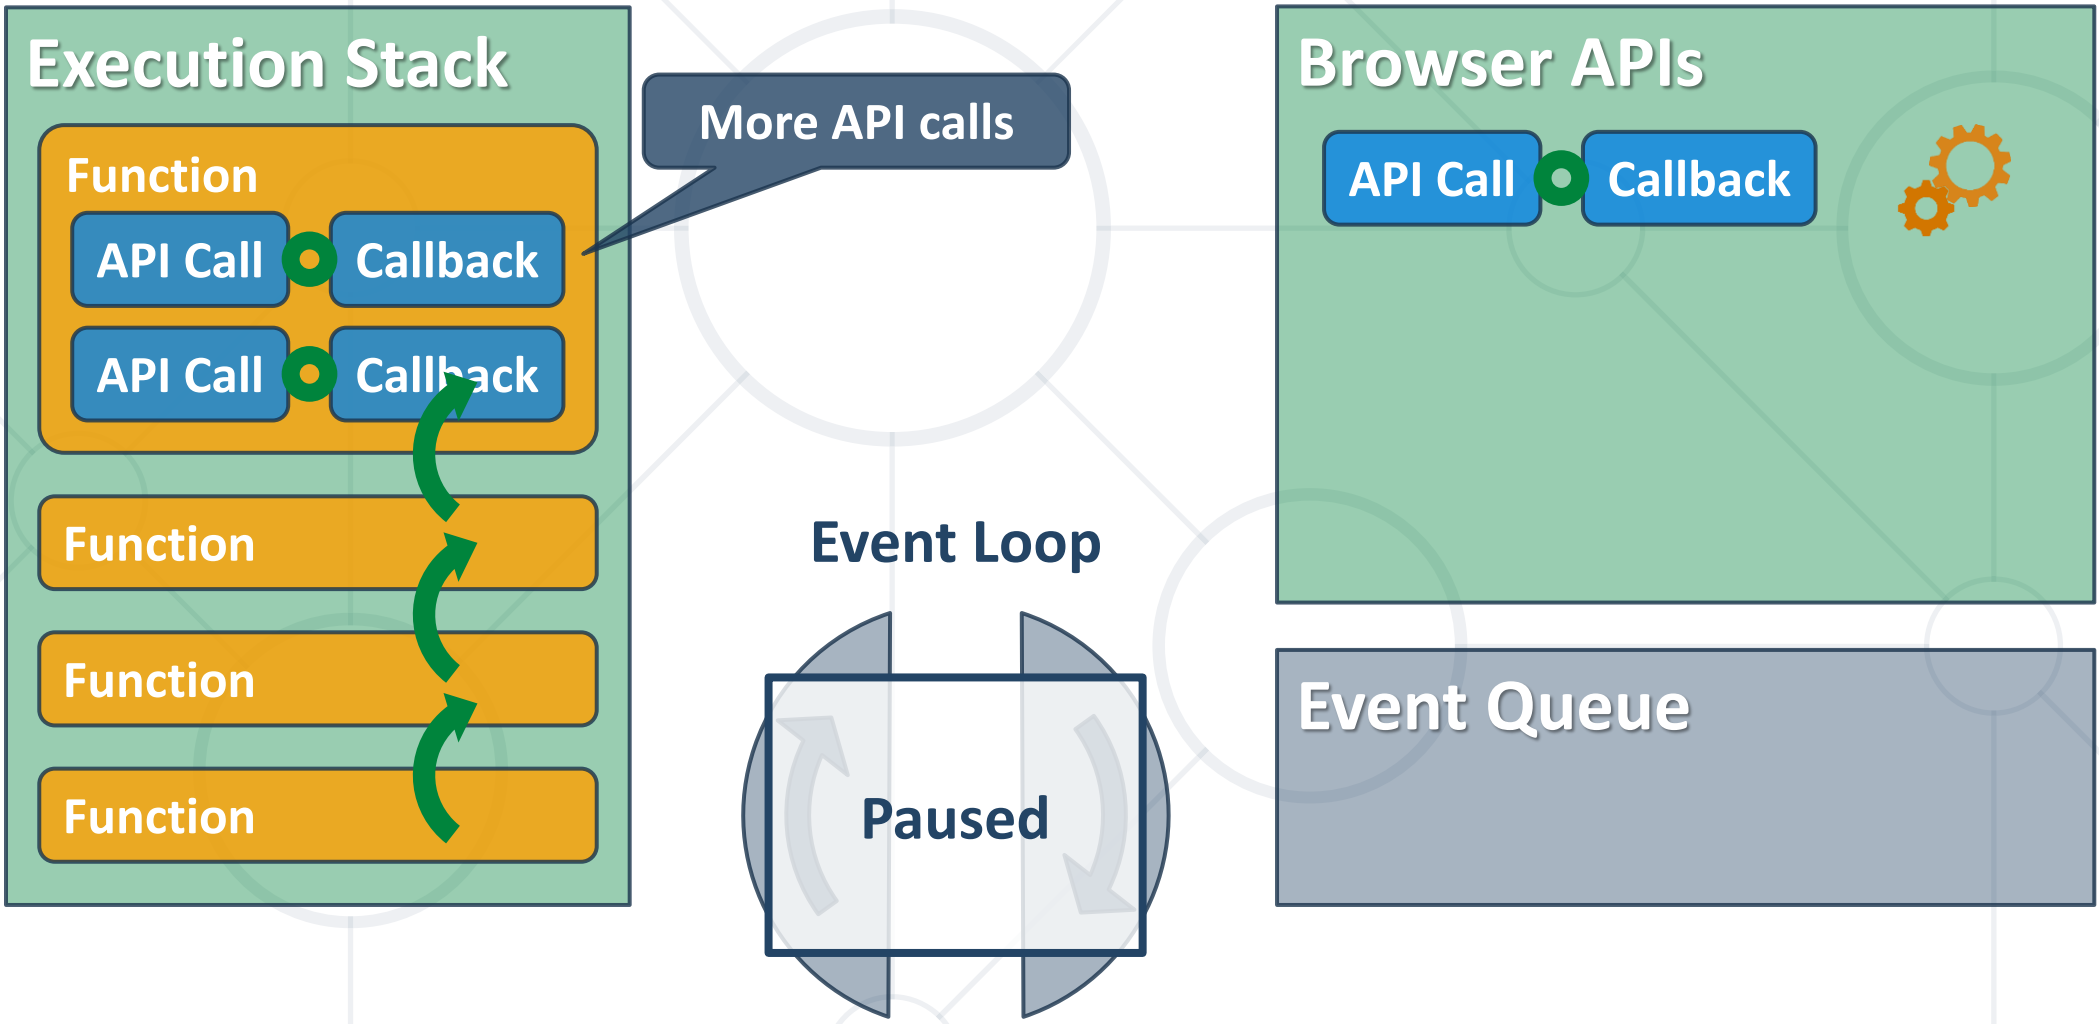 Execution Stack
Function
API Call
Callback
API Call
Callback
Function
Function
Function
More API calls
Event Loop
Paused
Browser APIs
API Call
Callback
Event Queue